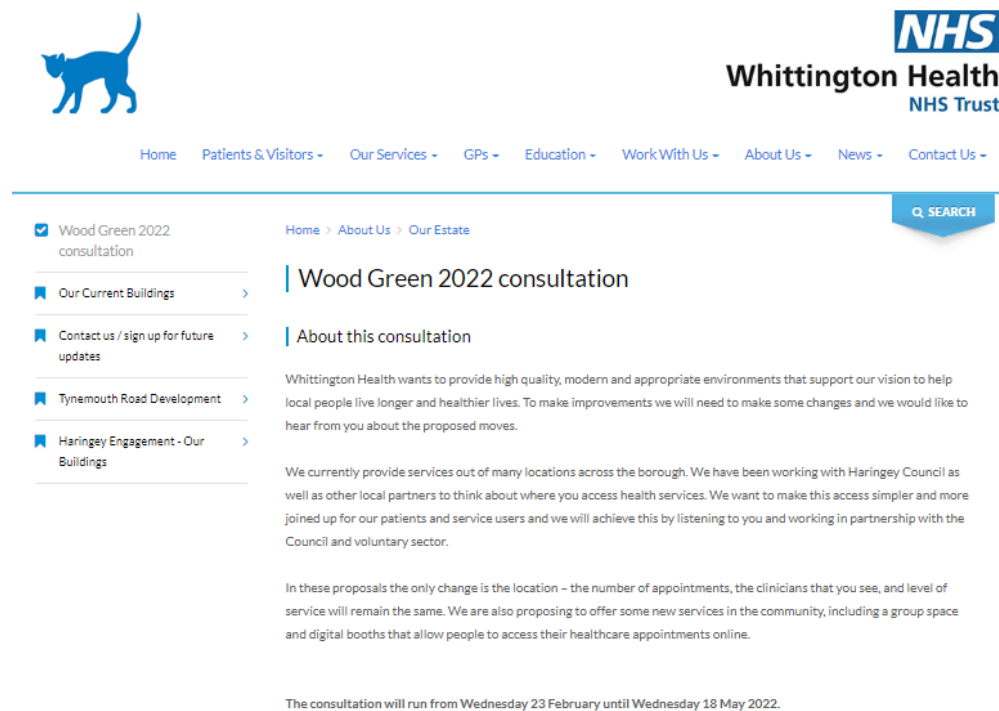 NHS
Whittington Health
NHS Trust
Home Patients & Visitors Our Services GPs Education Work With Us About Us News Contact Us
SEARCH
Wood Green 2022
consultation
Our Current Buildings
Contact us / sign up for future
updates
Tynemouth Road Development
Haringey Engagement - Our
Buildings
Home > About Us > Our Estate
Wood Green 2022 consultation
About this consultation
Whittington Health wants to provide high quality, modern and appropriate environments that support our vision to help
local people live longer and healthier lives. To make improvements we will need to make some changes and we would like to
hear from you about the proposed moves.
We currently provide services out of many locations across the borough. We have been working with Haringey Council as
well as other local partners to think about where you access health services. We want to make this access simpler and more
joined up for our patients and service users and we will achieve this by listening to you and working in partnership with the
Council and voluntary sector.
In these proposals the only change is the location – the number of appointments, the clinicians that you see, and level of
service will remain the same. We are also proposing to offer some new services in the community, including a group space
and digital booths that allow people to access their healthcare appointments online.
The consultation will run from Wednesday 23 February until Wednesday 18 May 2022.